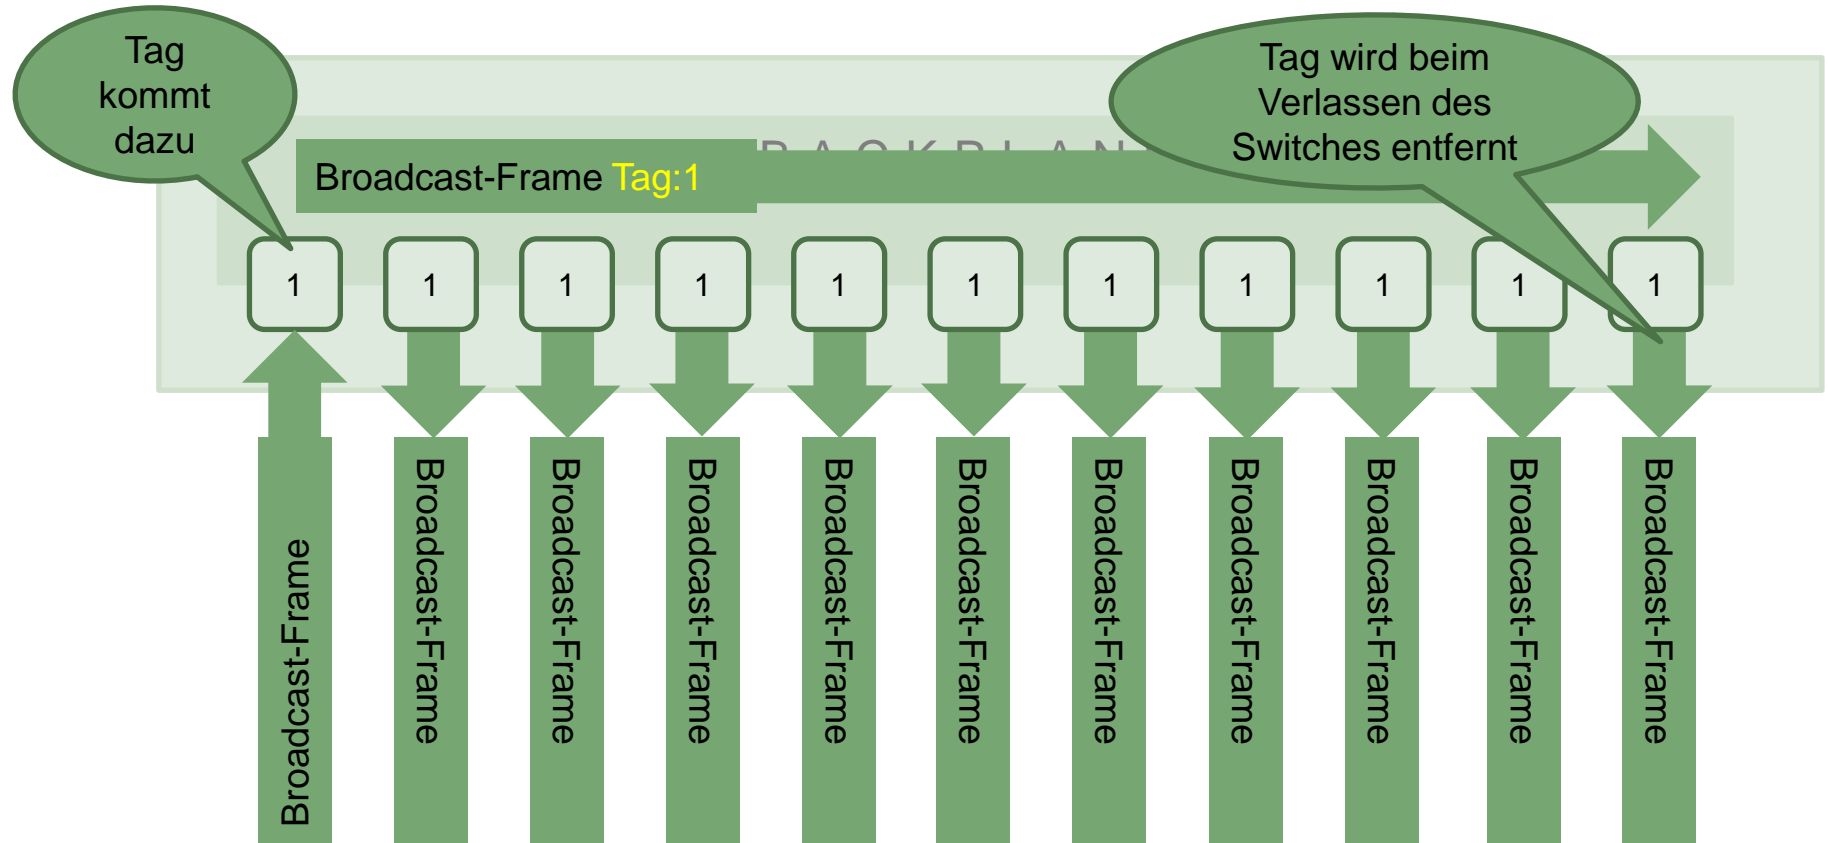 Tag
kommt
dazu
Tag wird beim
Verlassen des
Switches entfernt
Broadcast-Frame Tag:1
1 1 1 1 1 1 1 1 1 1 1
Broadcast-Frame
Broadcast-Frame
Broadcast-Frame
Broadcast-Frame
Broadcast-Frame
Broadcast-Frame
Broadcast-Frame
Broadcast-Frame
Broadcast-Frame
Broadcast-Frame
Broadcast-Frame